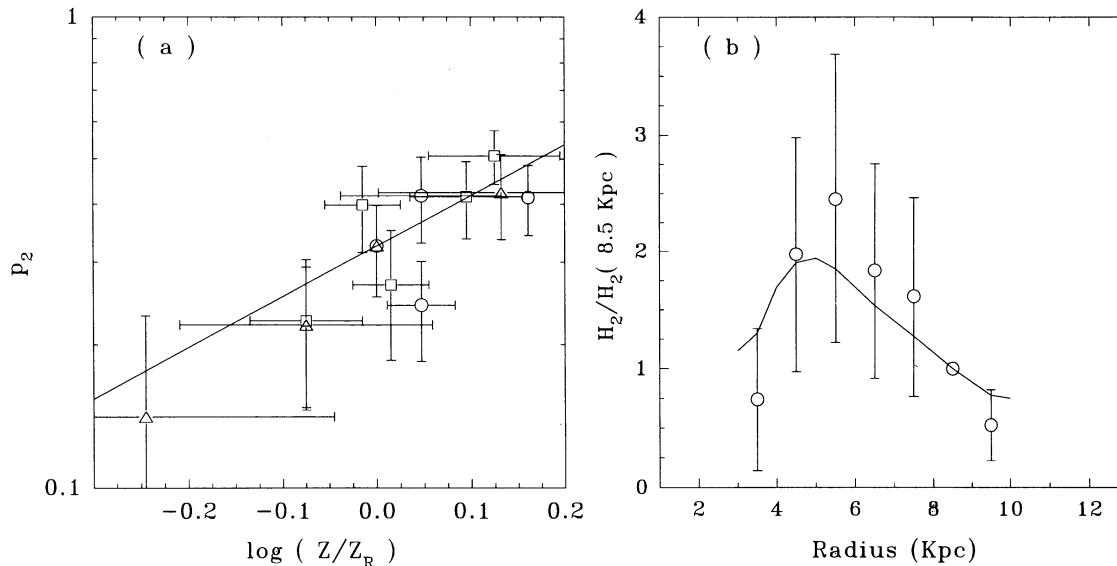 ( a )
1
0.1
p2
−0.2 −0.1 0.0 0.1 0.2
log ( Z/ZR )
( b )
4
3
2
1
0
H2/H2( 8.5 Kpc )
2 4 6 8 10 12
Radius (Kpc)